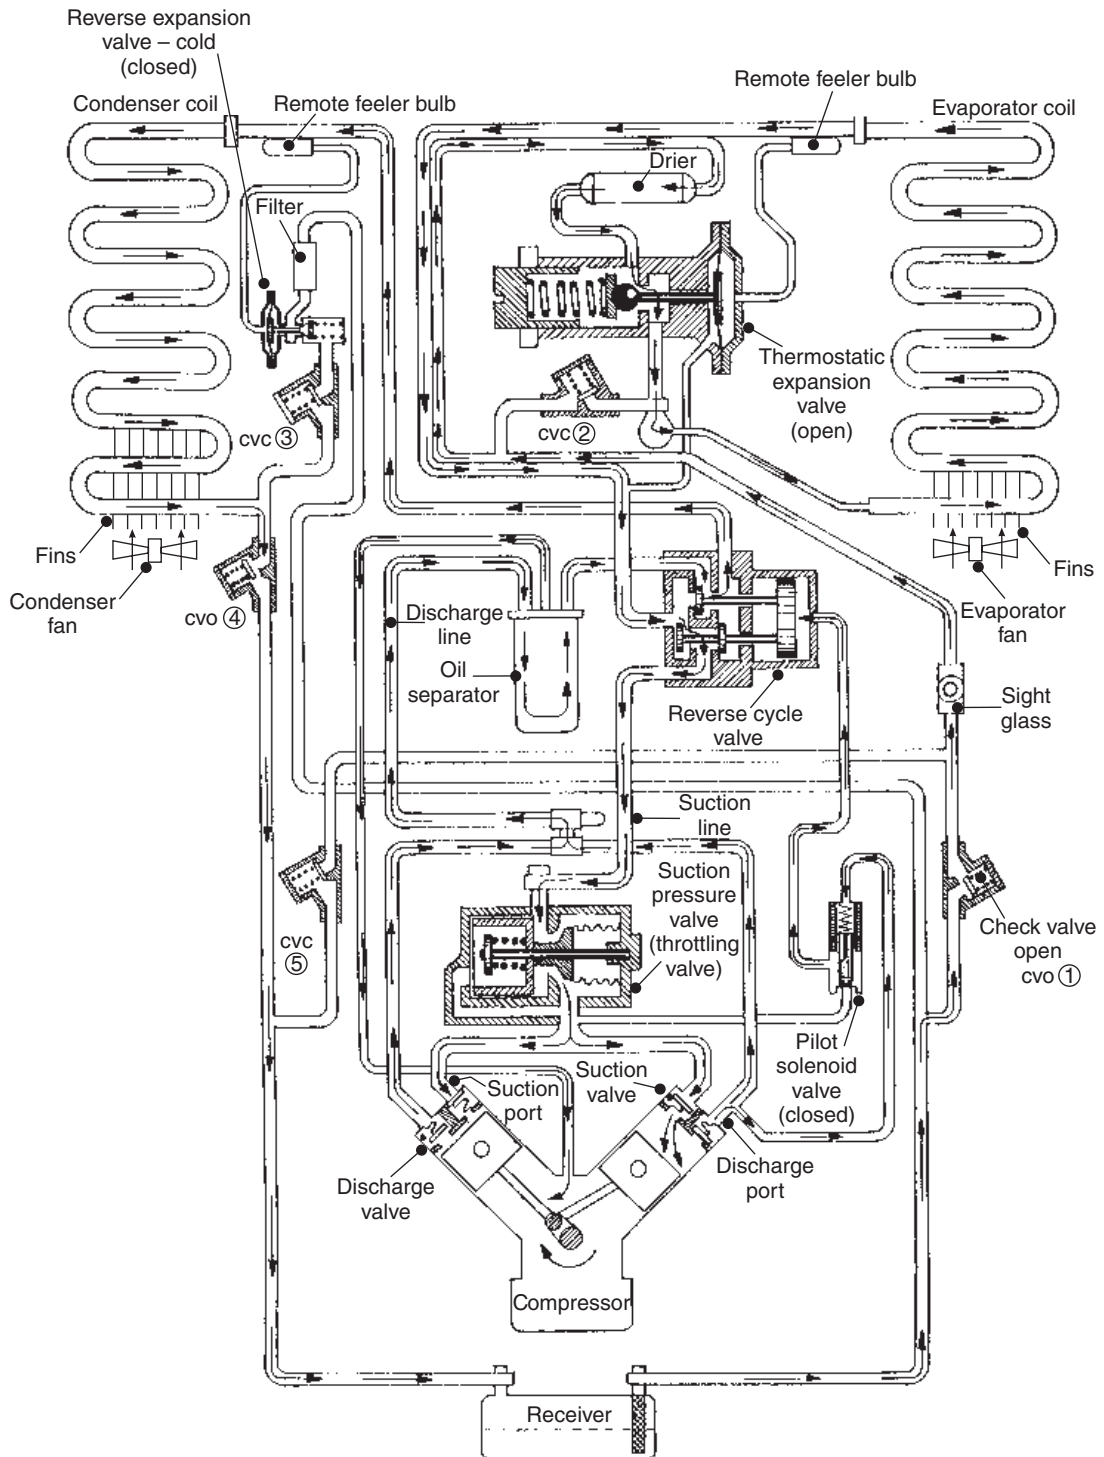 Reverse expansion
valve – cold
(closed)
Condenser coil
Remote feeler bulb
Remote feeler bulb
Evaporator coil
Drier
Filter
Thermostatic
expansion
valve
(open)
cvc ③
cvc ②
Fins
Condenser
fan
cvo ④
Discharge
line
Oil
separator
Fins
Evaporator
fan
Reverse cycle
valve
Sight
glass
Suction
line
Suction
pressure
valve
(throttling
valve)
cvc
⑤
Check valve
open
cvo ①
Pilot
solenoid
valve
(closed)
Suction
port
Suction
valve
Discharge
valve
Discharge
port
Compressor
Receiver